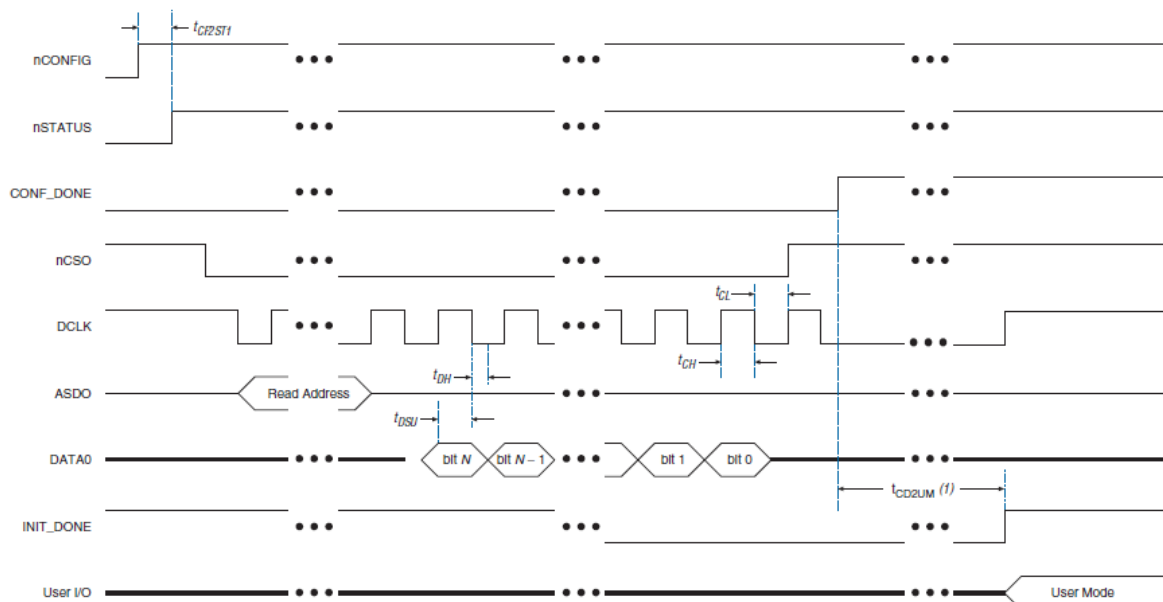 tCF2ST1
nCONFIG
nSTATUS
CONF_DONE
nCSO
tCL
DCLK
tCH
tDH
ASDO
Read Address
tDSU
DATA0
bit N
bit N – 1
bit 1
bit 0
tCD2UM (1)
INIT_DONE
User I/O
User Mode